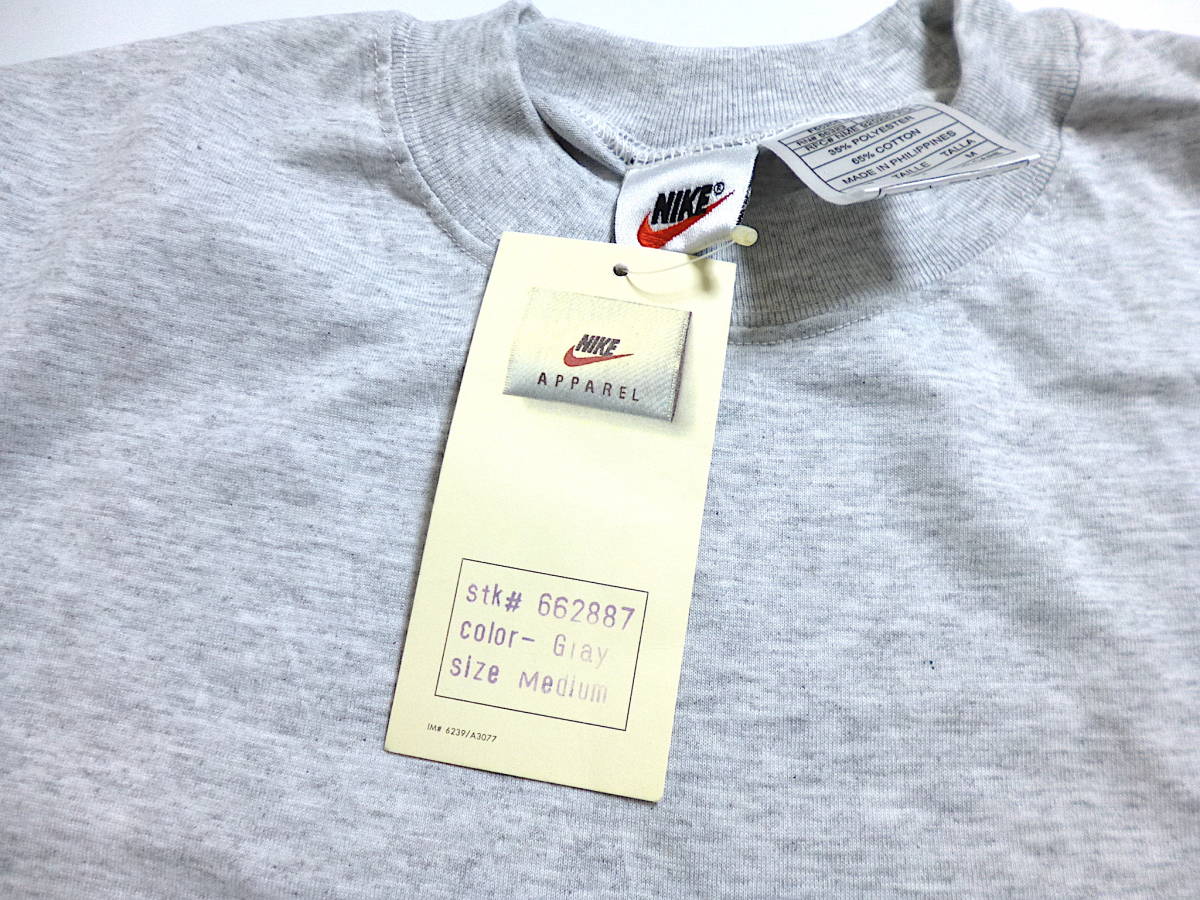 35% POLYESTER
65% COTTON
MADE IN PHILIPPINES
TAILLE TALLA
M
NIKE®
NIKE
APPAREL
stk# 662887
color- Gray
size Medium
IM# 6239/A3077